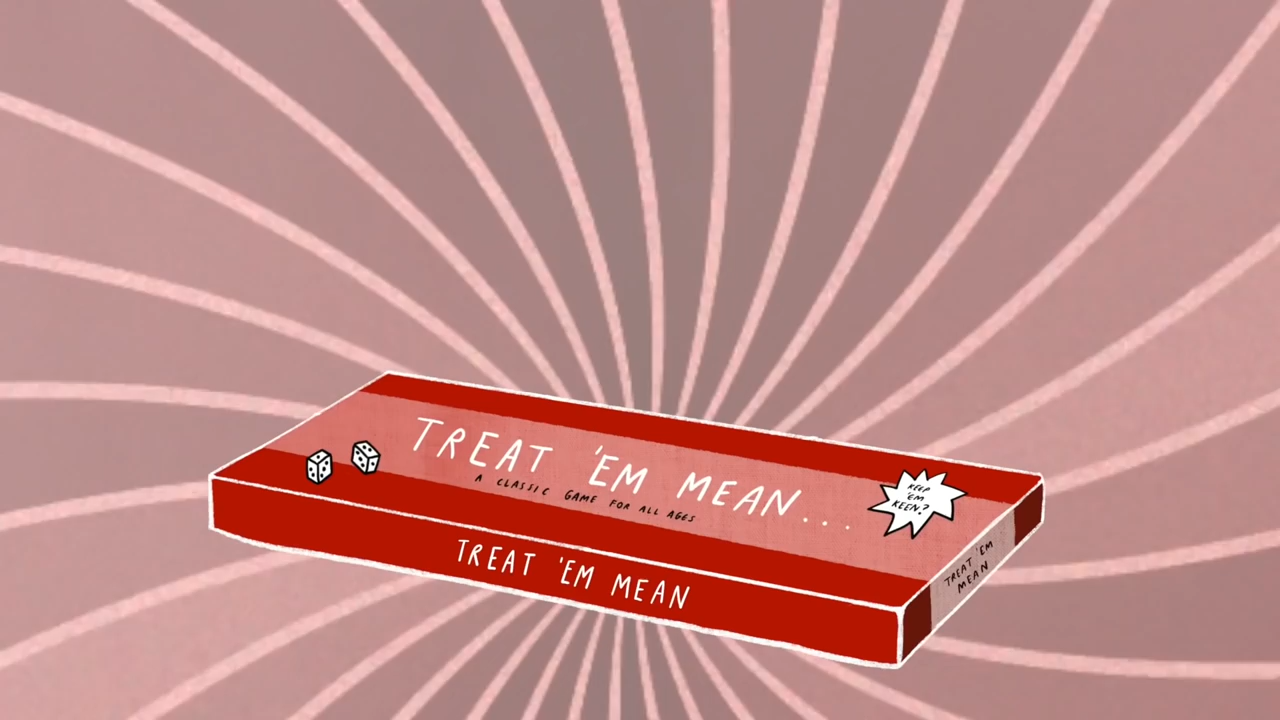 TREAT 'EM MEAN...
A CLASSIC GAME FOR ALL AGES
KEEP
'EM
KEEN?
TREAT 'EM MEAN
TREAT 'EM
MEAN